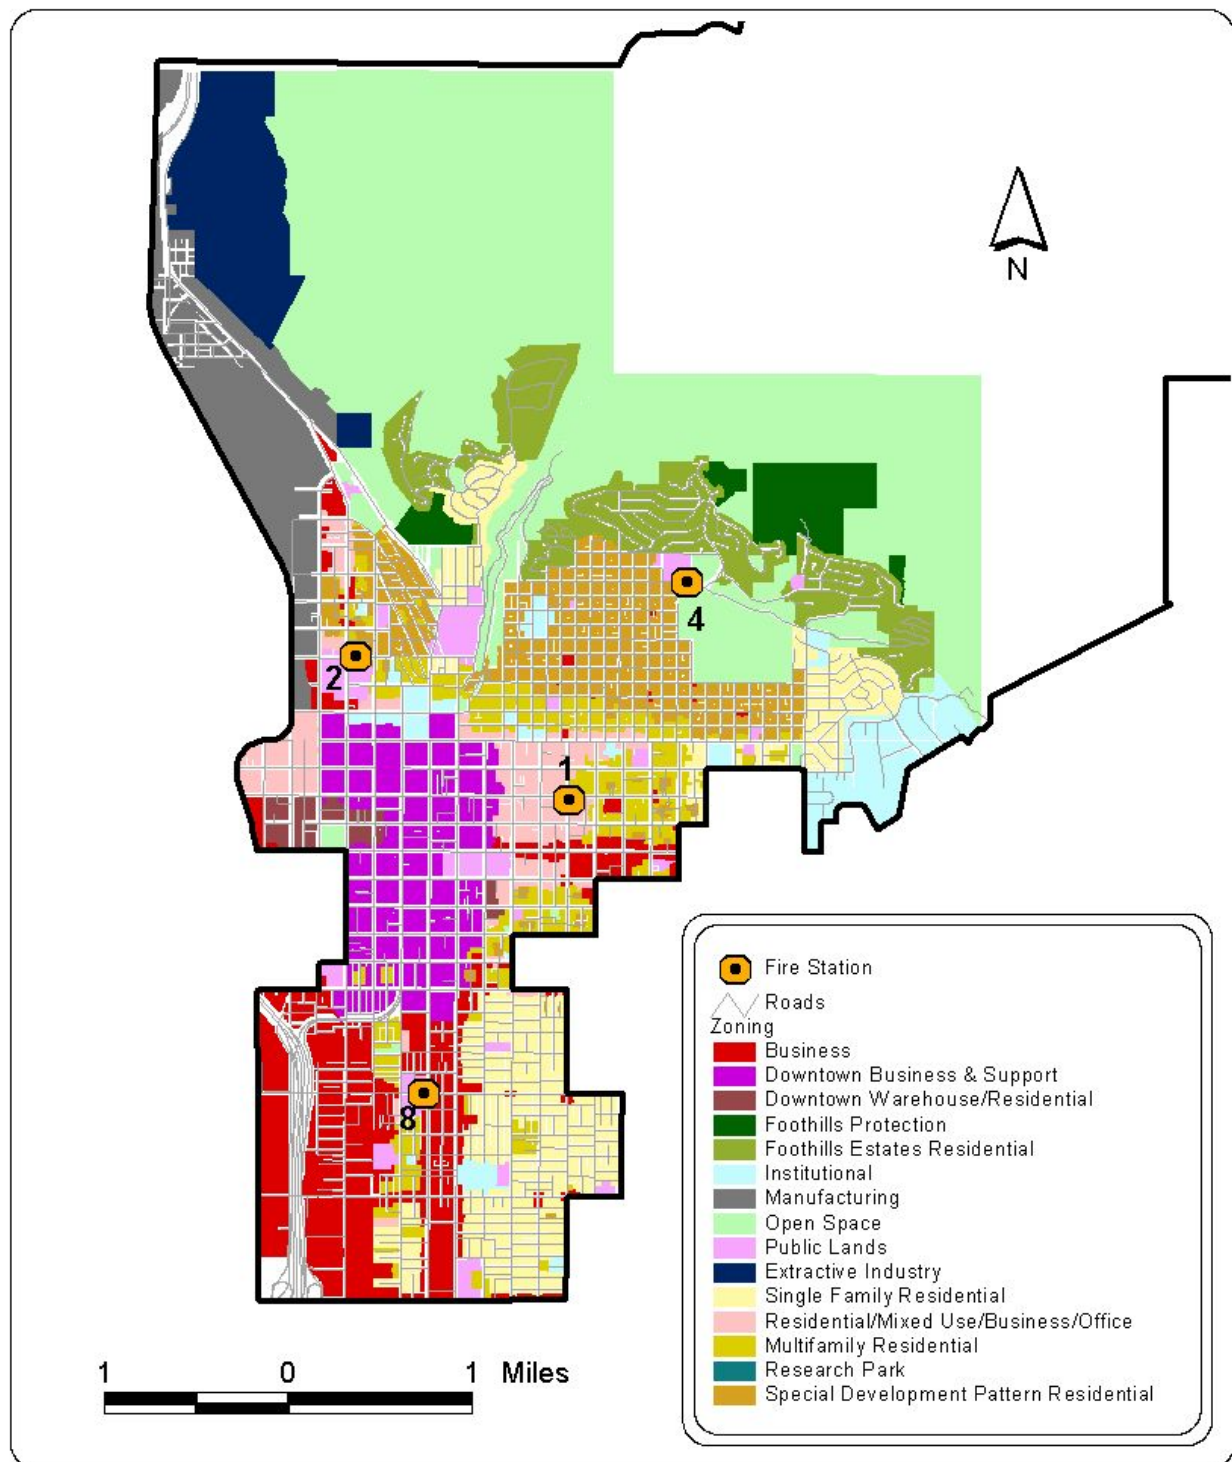 N
4
2
1
8
Fire Station
Roads
Zoning
Business
Downtown Business & Support
Downtown Warehouse/Residential
Foothills Protection
Foothills Estates Residential
Institutional
Manufacturing
Open Space
Public Lands
Extractive Industry
Single Family Residential
Residential/Mixed Use/Business/Office
Multifamily Residential
Research Park
Special Development Pattern Residential
1 0 1 Miles